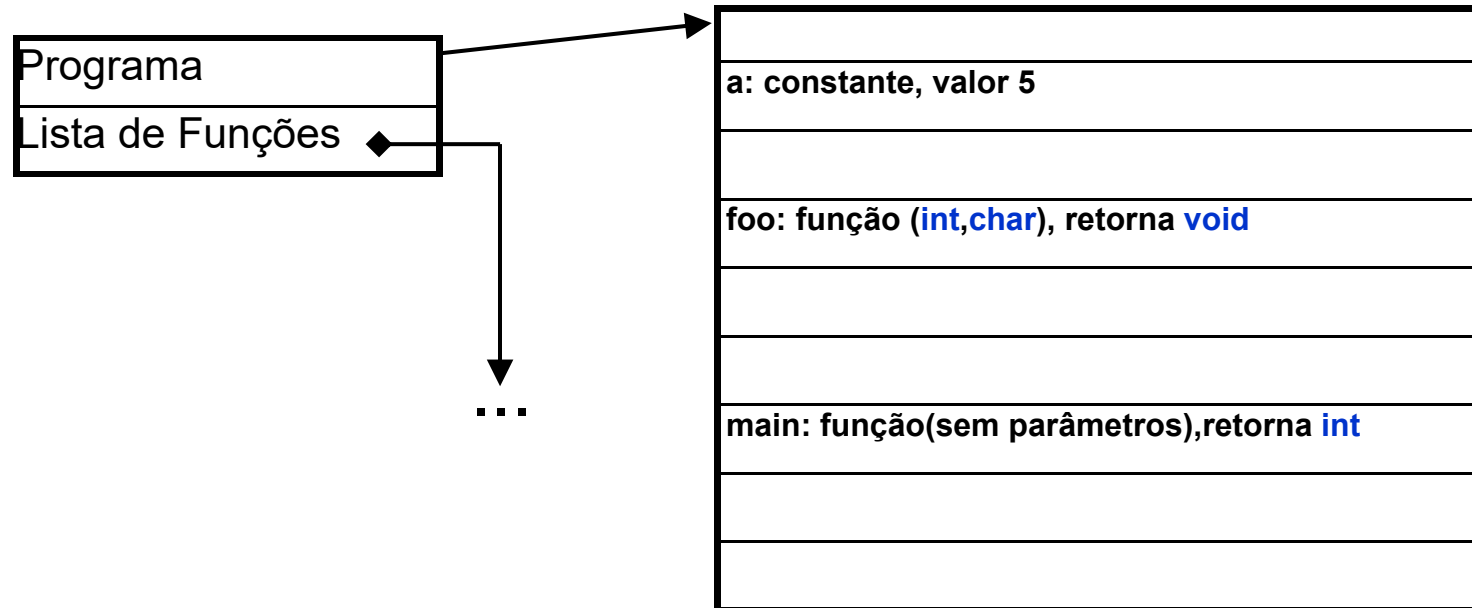 Programa
Lista de Funções
...
a: constante, valor 5
foo: função (int,char), retorna void
main: função(sem parâmetros),retorna int